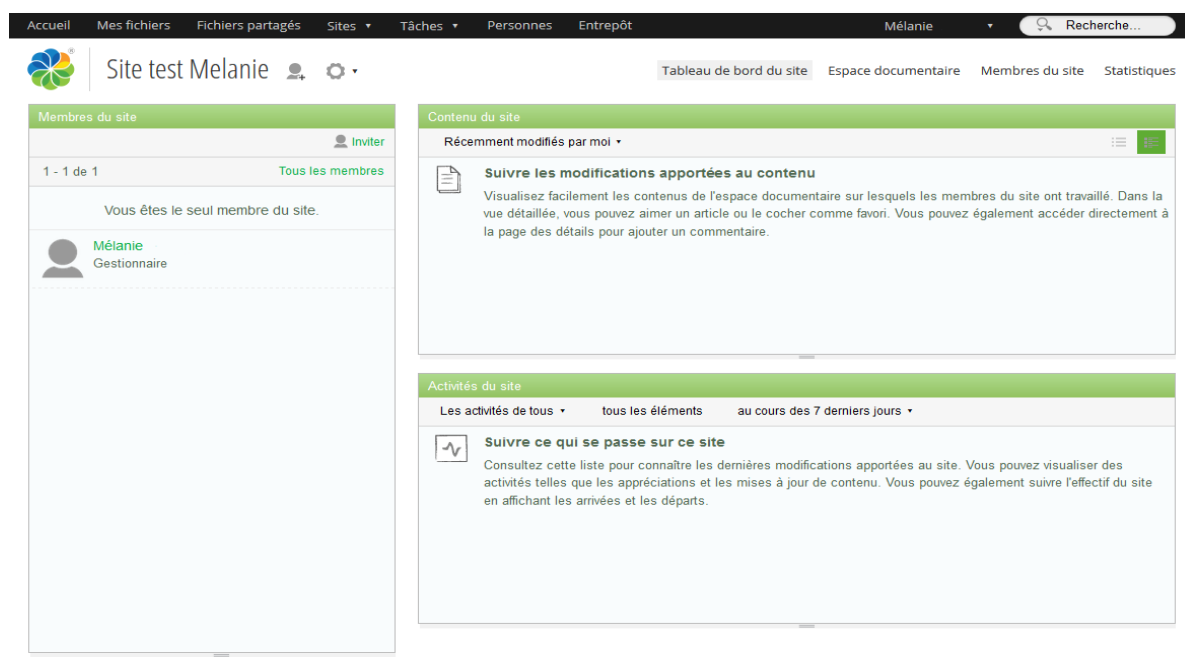 Accueil Mes fichiers Fichiers partagés Sites Tâches Personnes Entrepôt Mélanie Recherche...
Site test Melanie
Tableau de bord du site Espace documentaire Membres du site Statistiques
Membres du site
Inviter
1 - 1 de 1 Tous les membres
Vous êtes le seul membre du site.
Mélanie
Gestionnaire
Contenu du site
Récemment modifiés par moi
Suivre les modifications apportées au contenu
Visualisez facilement les contenus de l'espace documentaire sur lesquels les membres du site ont travaillé. Dans la
vue détaillée, vous pouvez aimer un article ou le cocher comme favori. Vous pouvez également accéder directement à
la page des détails pour ajouter un commentaire.
Activités du site
Les activités de tous tous les éléments au cours des 7 derniers jours
Suivre ce qui se passe sur ce site
Consultez cette liste pour connaître les dernières modifications apportées au site. Vous pouvez visualiser des
activités telles que les appréciations et les mises à jour de contenu. Vous pouvez également suivre l'effectif du site
en affichant les arrivées et les départs.